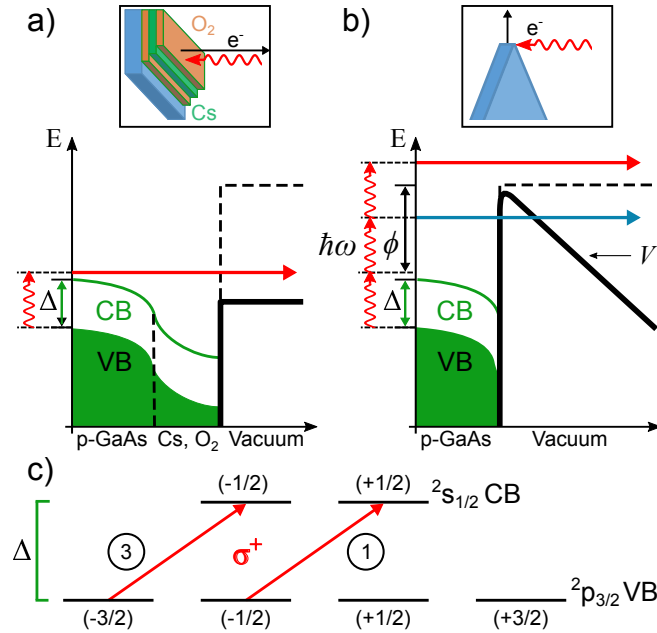 a)
O₂
e⁻
Cs
E
Δ
CB
VB
p-GaAs Cs, O₂ Vacuum
b)
e⁻
E
ħω
ϕ
V
Δ
CB
VB
p-GaAs Vacuum
c)
(-1/2) (+1/2) ²s₁/₂ CB
Δ
3 σ⁺ 1
²p₃/₂ VB
(-3/2) (-1/2) (+1/2) (+3/2)